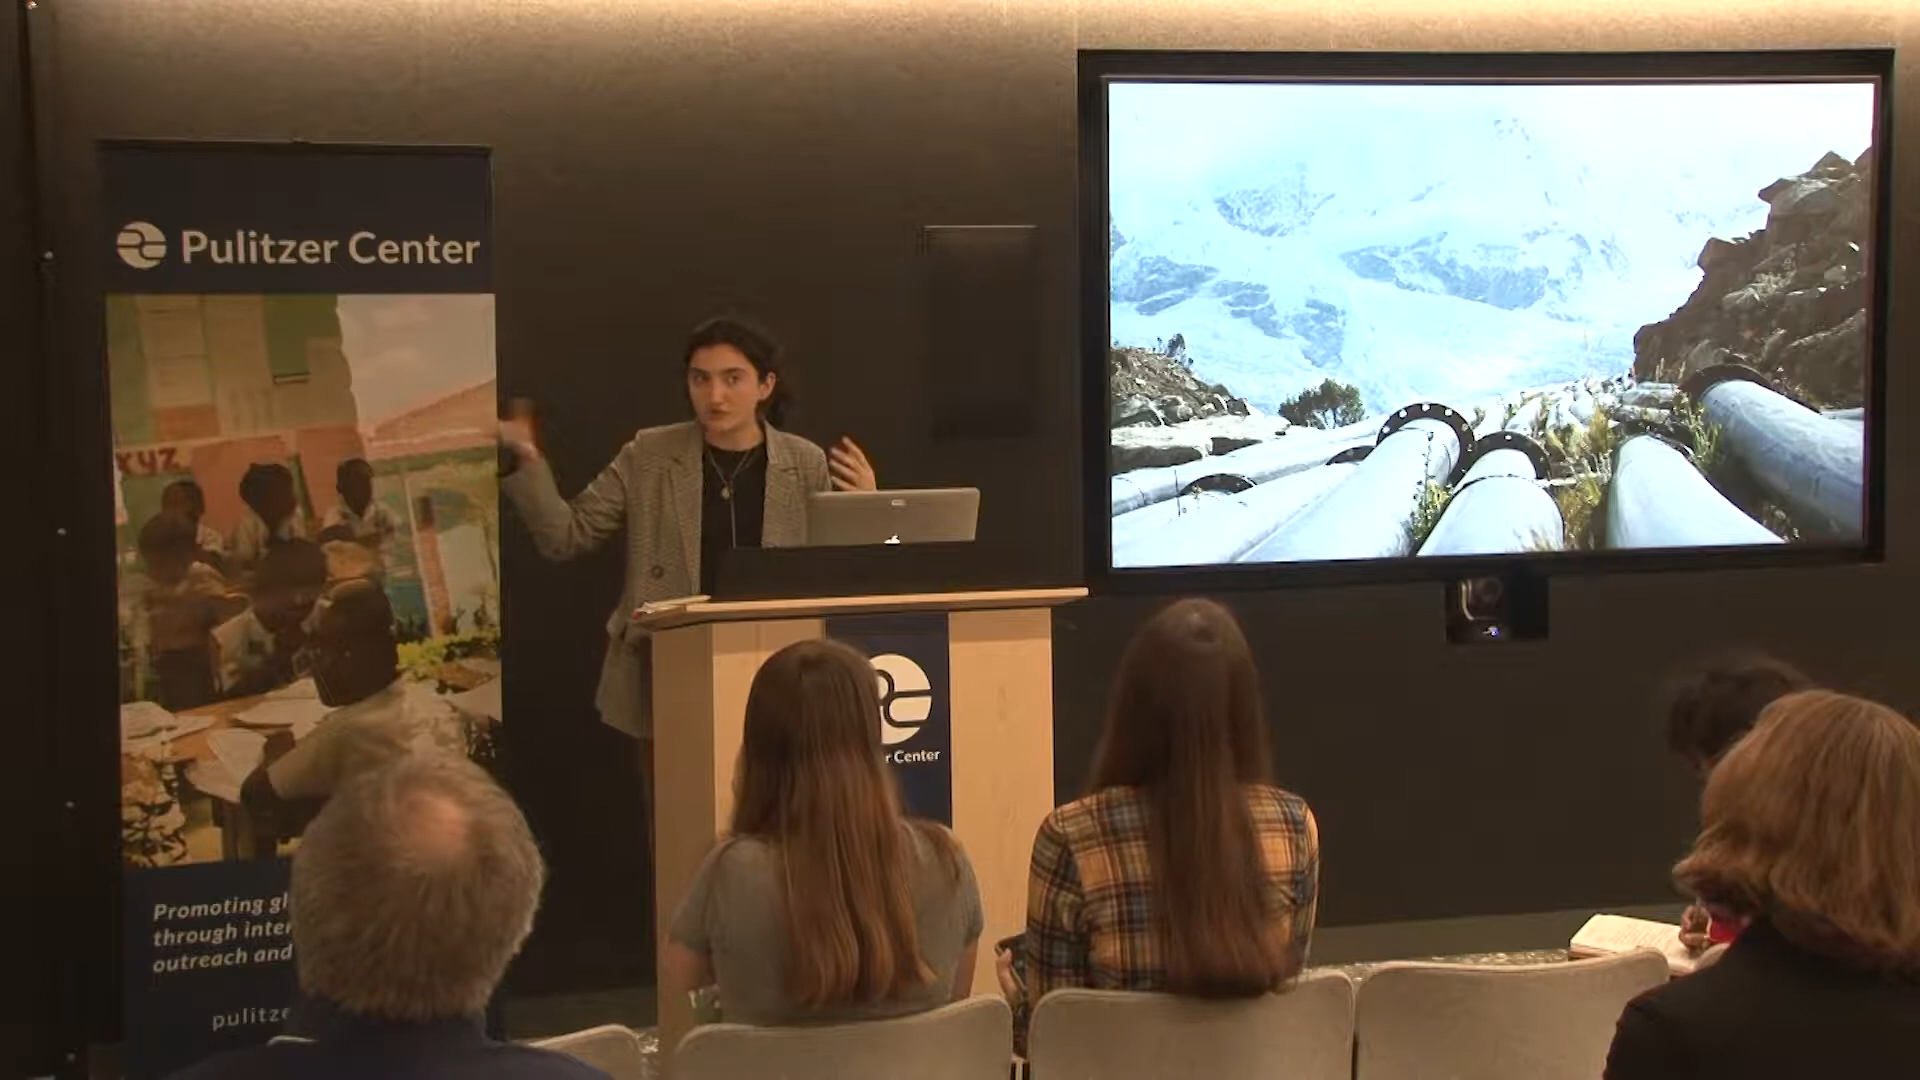 Pulitzer Center
XYZ
Promoting gl
through inter
outreach and
pulitze
r Center